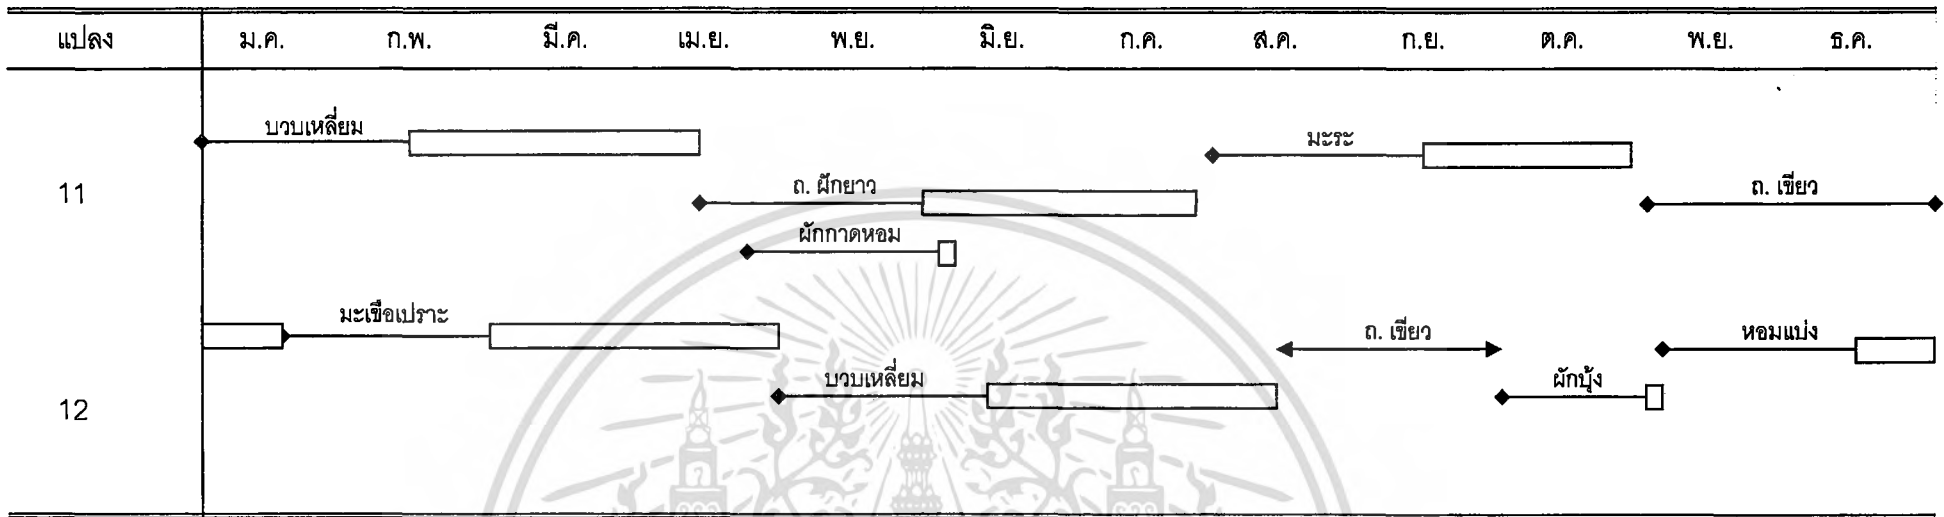 แปลง ม.ค. ก.พ. มี.ค. เม.ย. พ.ย. มิ.ย. ก.ค. ส.ค. ก.ย. ต.ค. พ.ย. ธ.ค.
บวบเหลี่ยม มะระ
11 ถ. ฝักยาว ถ. เขียว
ผักกาดหอม
มะเขือเปราะ ถ. เขียว หอมแบ่ง
บวบเหลี่ยม ผักบุ้ง
12